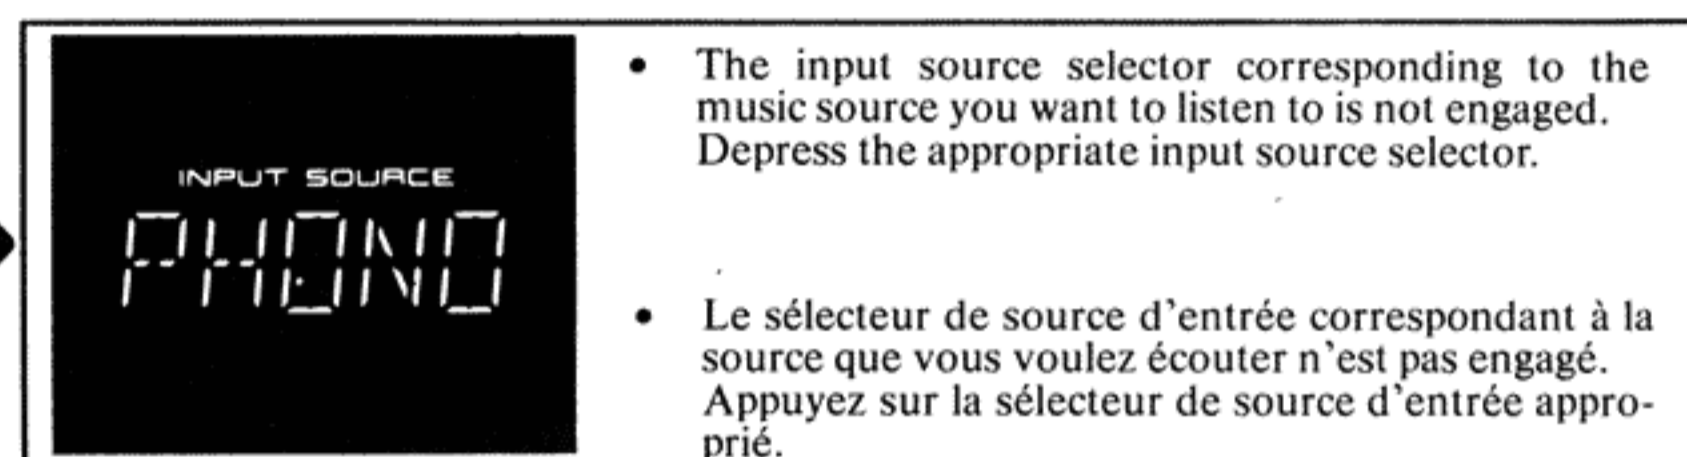 INPUT SOURCE
PHONO
• The input source selector corresponding to the
music source you want to listen to is not engaged.
Depress the appropriate input source selector.
• Le sélecteur de source d'entrée correspondant à la
source que vous voulez écouter n'est pas engagé.
Appuyez sur la sélecteur de source d'entrée appro-
prié.